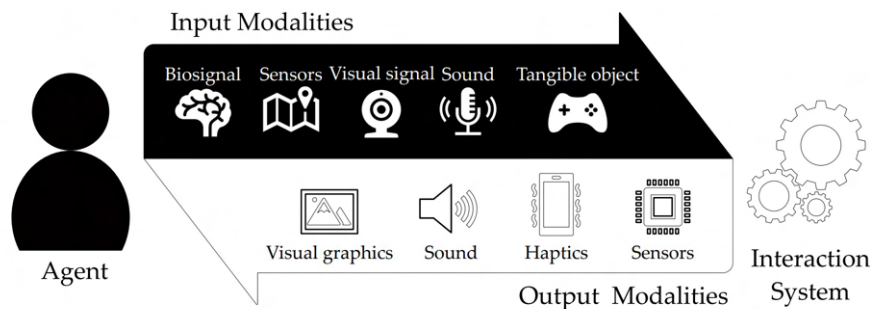 Input Modalities
Biosignal Sensors Visual signal Sound Tangible object
Visual graphics Sound Haptics Sensors
Agent
Interaction
System
Output Modalities